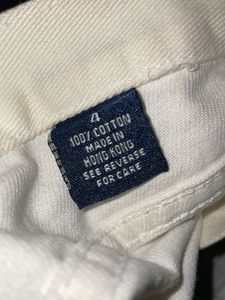 4
100% COTTON
MADE IN
HONG KONG
SEE REVERSE
FOR CARE